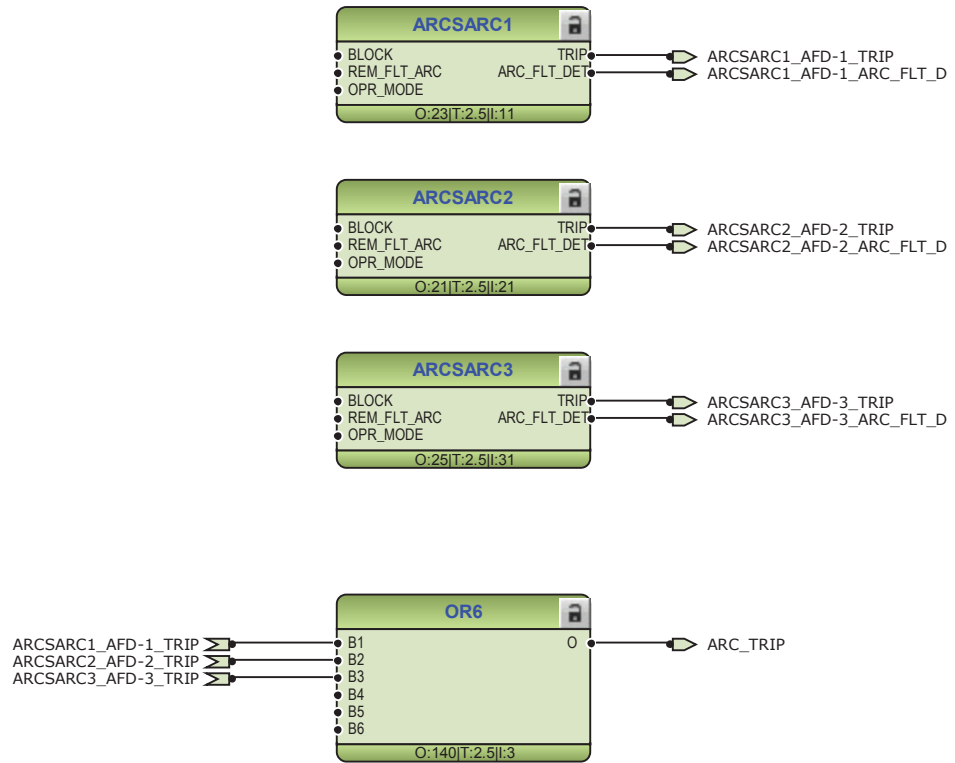 ARCSARC1
BLOCK TRIP ARCSARC1_AFD-1_TRIP
REM_FLT_ARC ARC_FLT_DET ARCSARC1_AFD-1_ARC_FLT_D
OPR_MODE
O:23|T:2.5|I:11
ARCSARC2
BLOCK TRIP ARCSARC2_AFD-2_TRIP
REM_FLT_ARC ARC_FLT_DET ARCSARC2_AFD-2_ARC_FLT_D
OPR_MODE
O:21|T:2.5|I:21
ARCSARC3
BLOCK TRIP ARCSARC3_AFD-3_TRIP
REM_FLT_ARC ARC_FLT_DET ARCSARC3_AFD-3_ARC_FLT_D
OPR_MODE
O:25|T:2.5|I:31
OR6
ARCSARC1_AFD-1_TRIP B1 O ARC_TRIP
ARCSARC2_AFD-2_TRIP B2
ARCSARC3_AFD-3_TRIP B3
B4
B5
B6
O:140|T:2.5|I:3